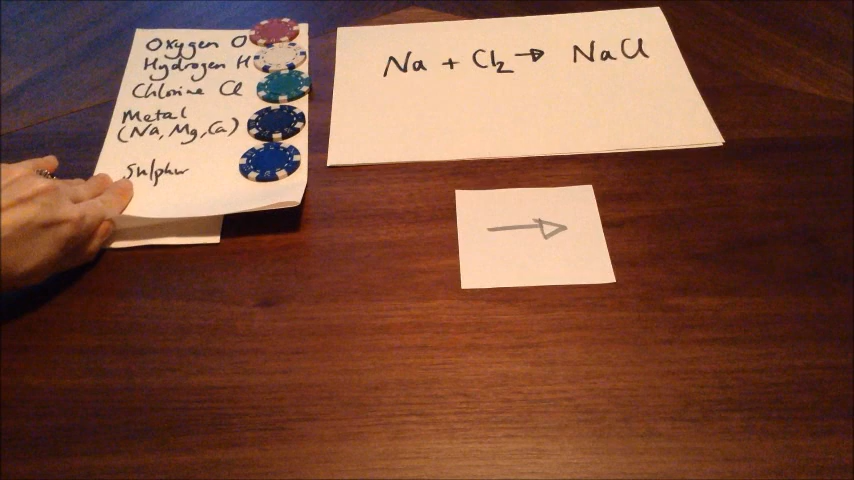 Oxygen O
Hydrogen H
Chlorine Cl
Metal
(Na, Mg, Ca)
Sulphur
Na + Cl₂ → NaCl
→